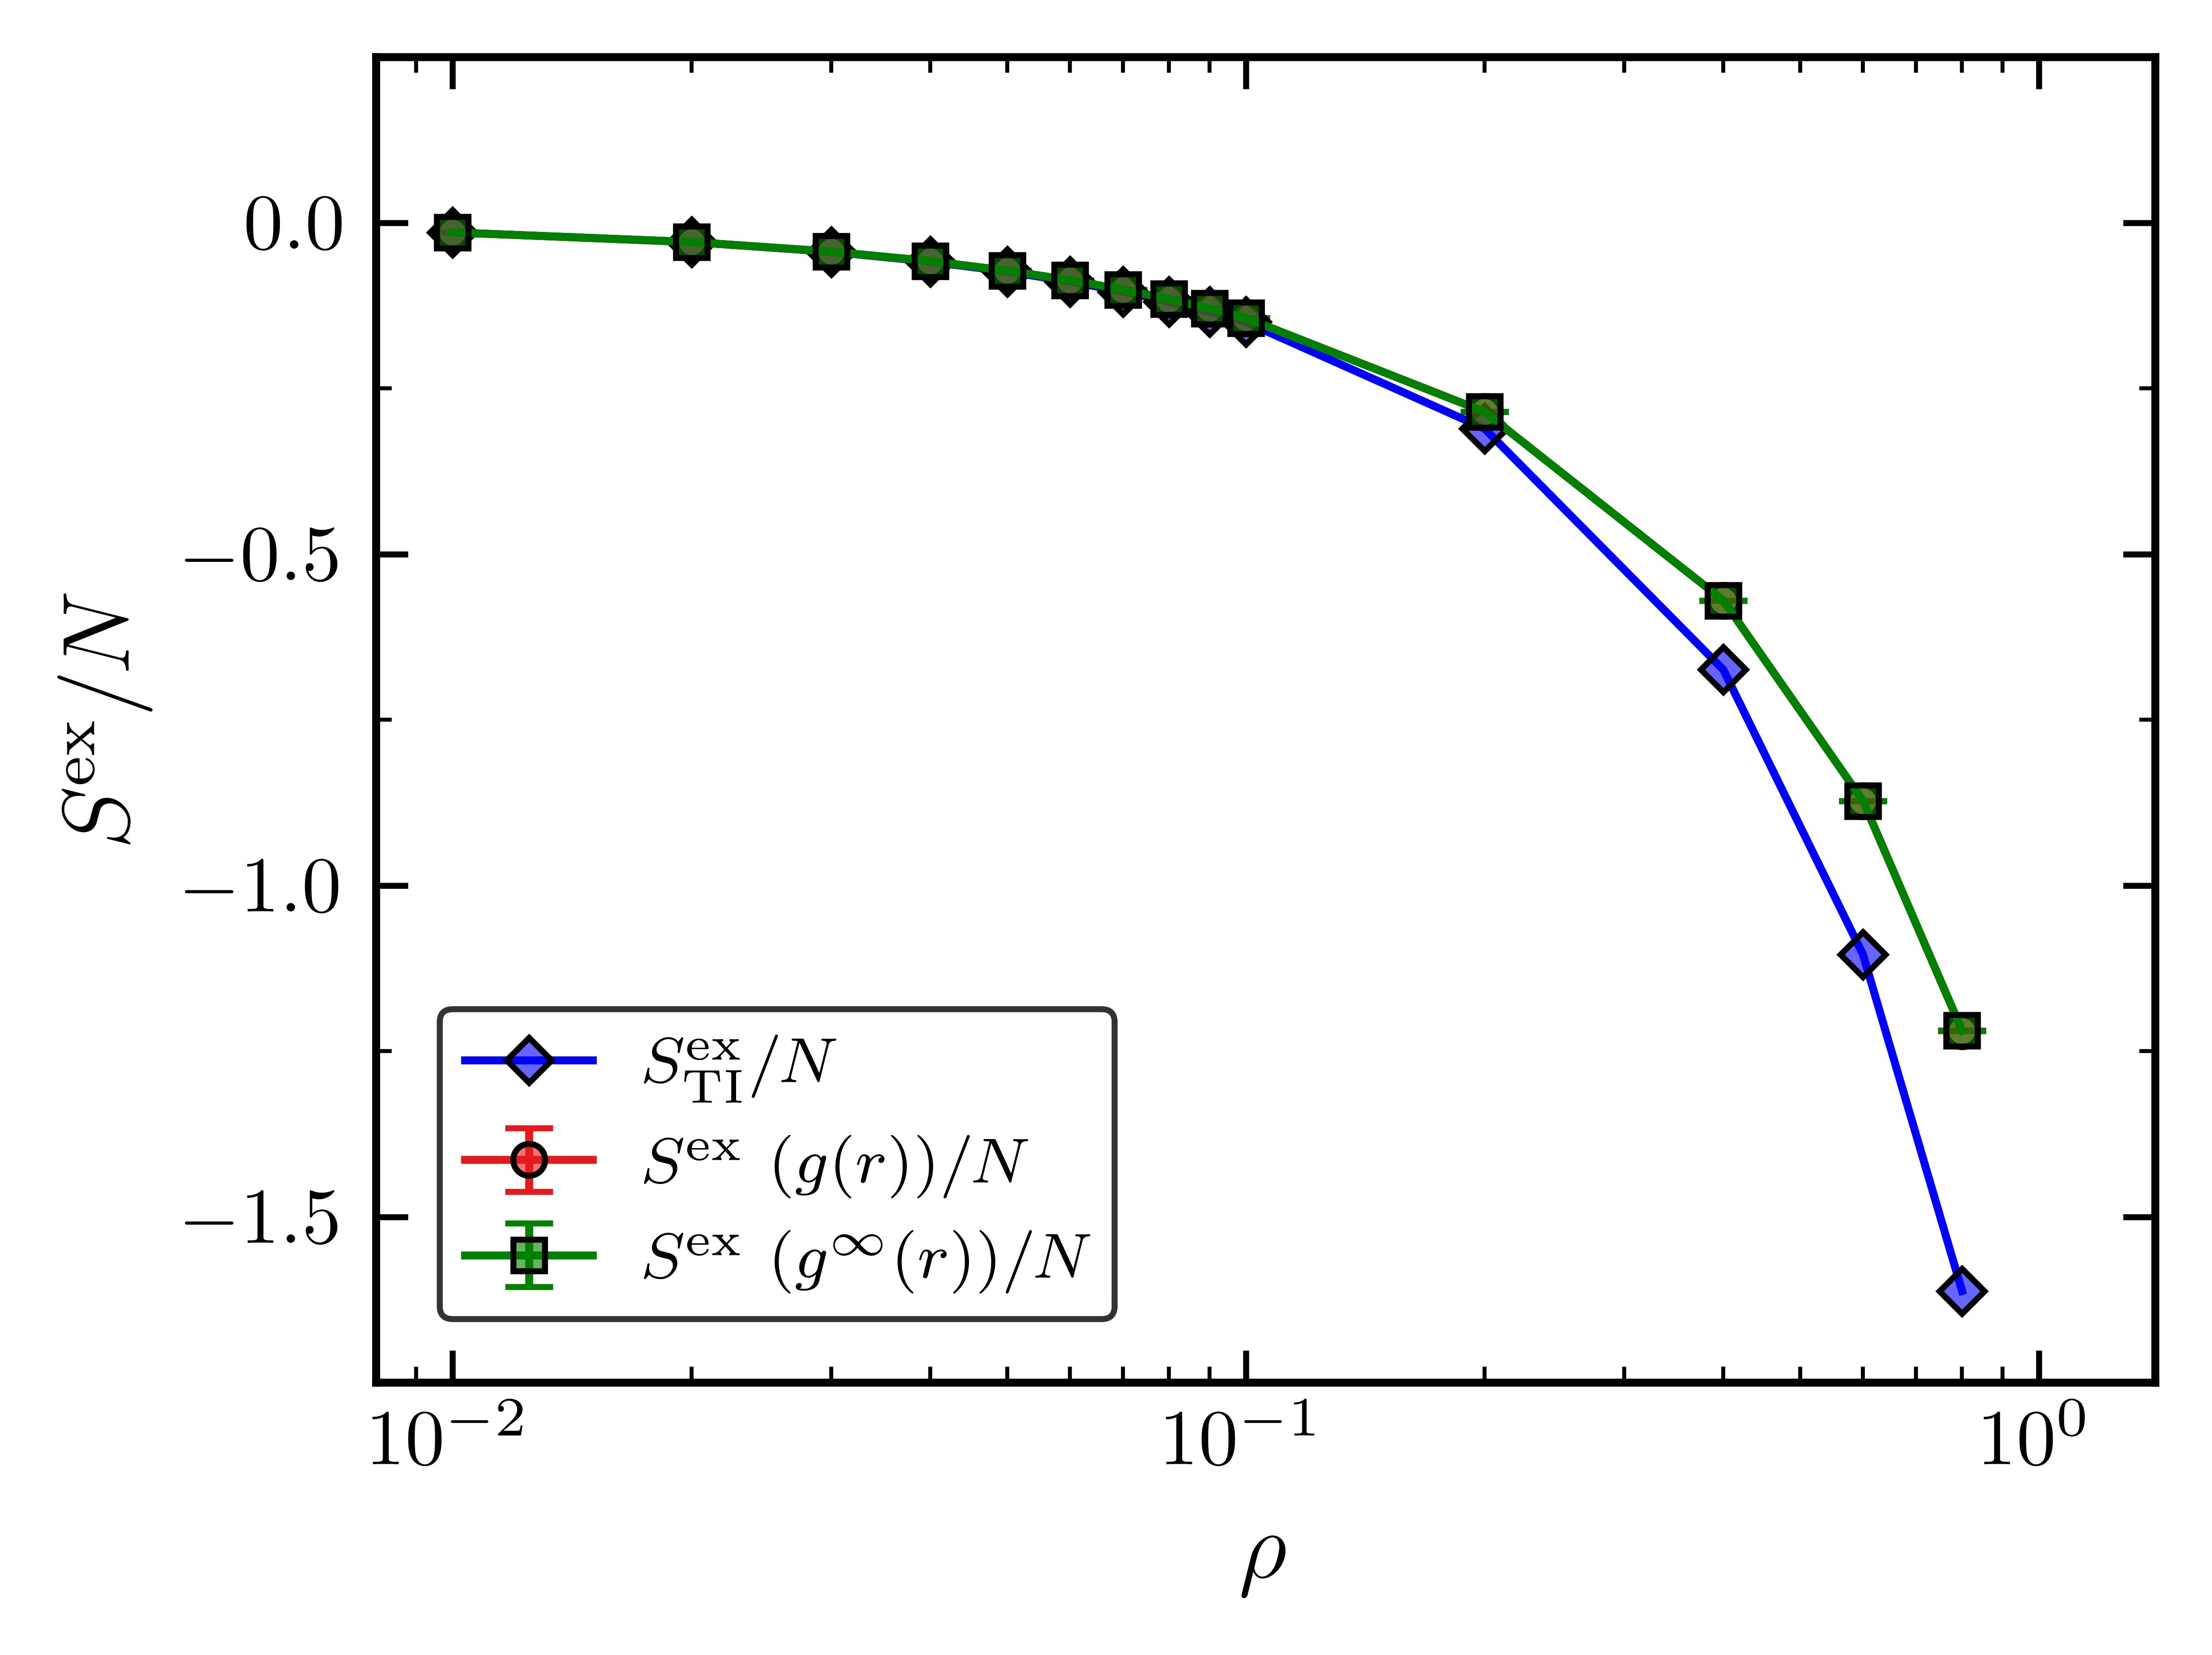 0.0
−0.5
−1.0
−1.5
S^ex/N
S^ex_TI/N
S^ex (g(r))/N
S^ex (g^∞(r))/N
10^−2 10^−1 10^0
ρ